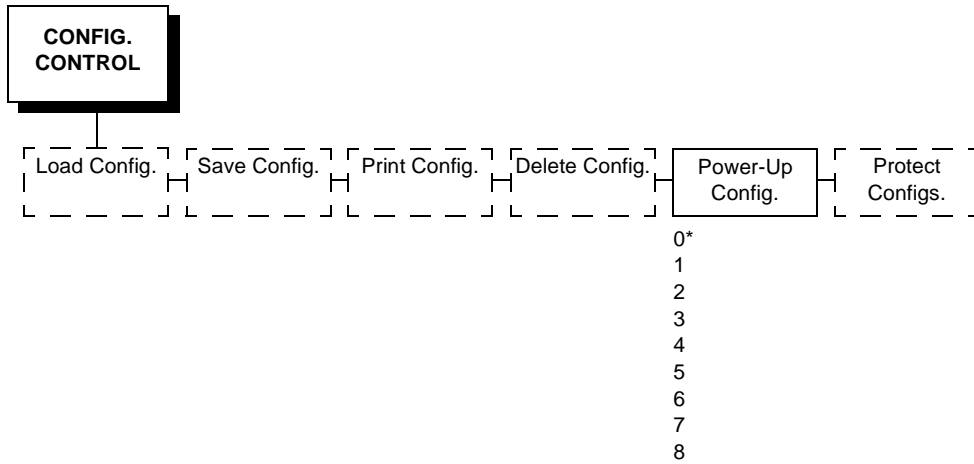 CONFIG.
CONTROL
Load Config.
Save Config.
Print Config.
Delete Config.
Power-Up
Config.
Protect
Configs.
0*
1
2
3
4
5
6
7
8